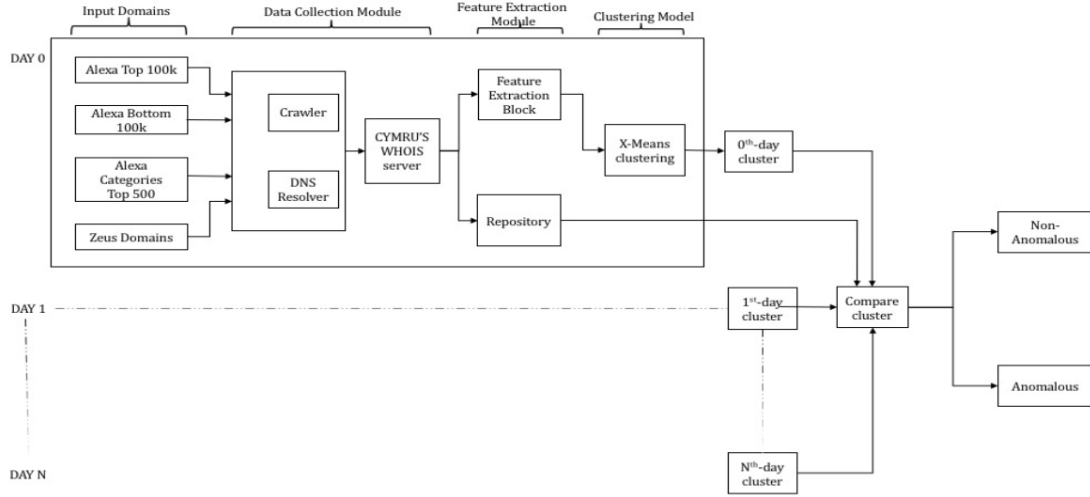 Input Domains
Data Collection Module
Feature Extraction
Module
Clustering Model
DAY 0
Alexa Top 100k
Alexa Bottom
100k
Alexa
Categories
Top 500
Zeus Domains
Crawler
DNS
Resolver
CYMRU'S
WHOIS
server
Feature
Extraction
Block
Repository
X-Means
clustering
0th-day
cluster
Non-
Anomalous
DAY 1
1st-day
cluster
Compare
cluster
Anomalous
DAY N
Nth-day
cluster